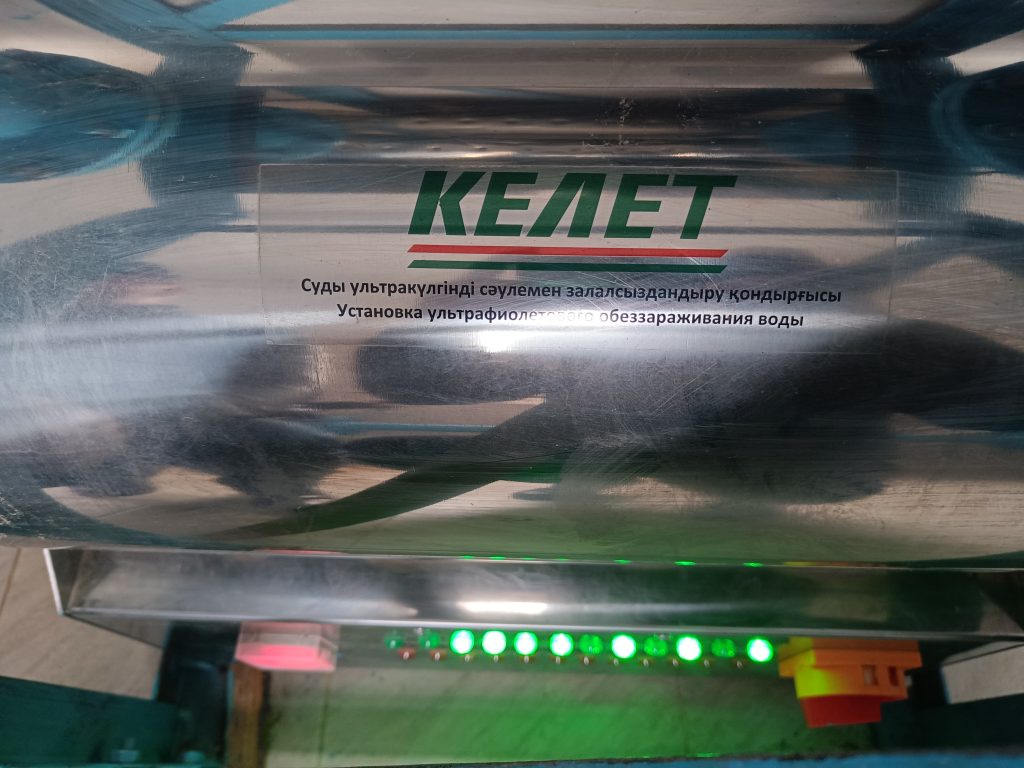 КЕЛЕТ
Суды ультракүлгінді сәулемен залалсыздандыру қондырғысы
Установка ультрафиолетового обеззараживания воды